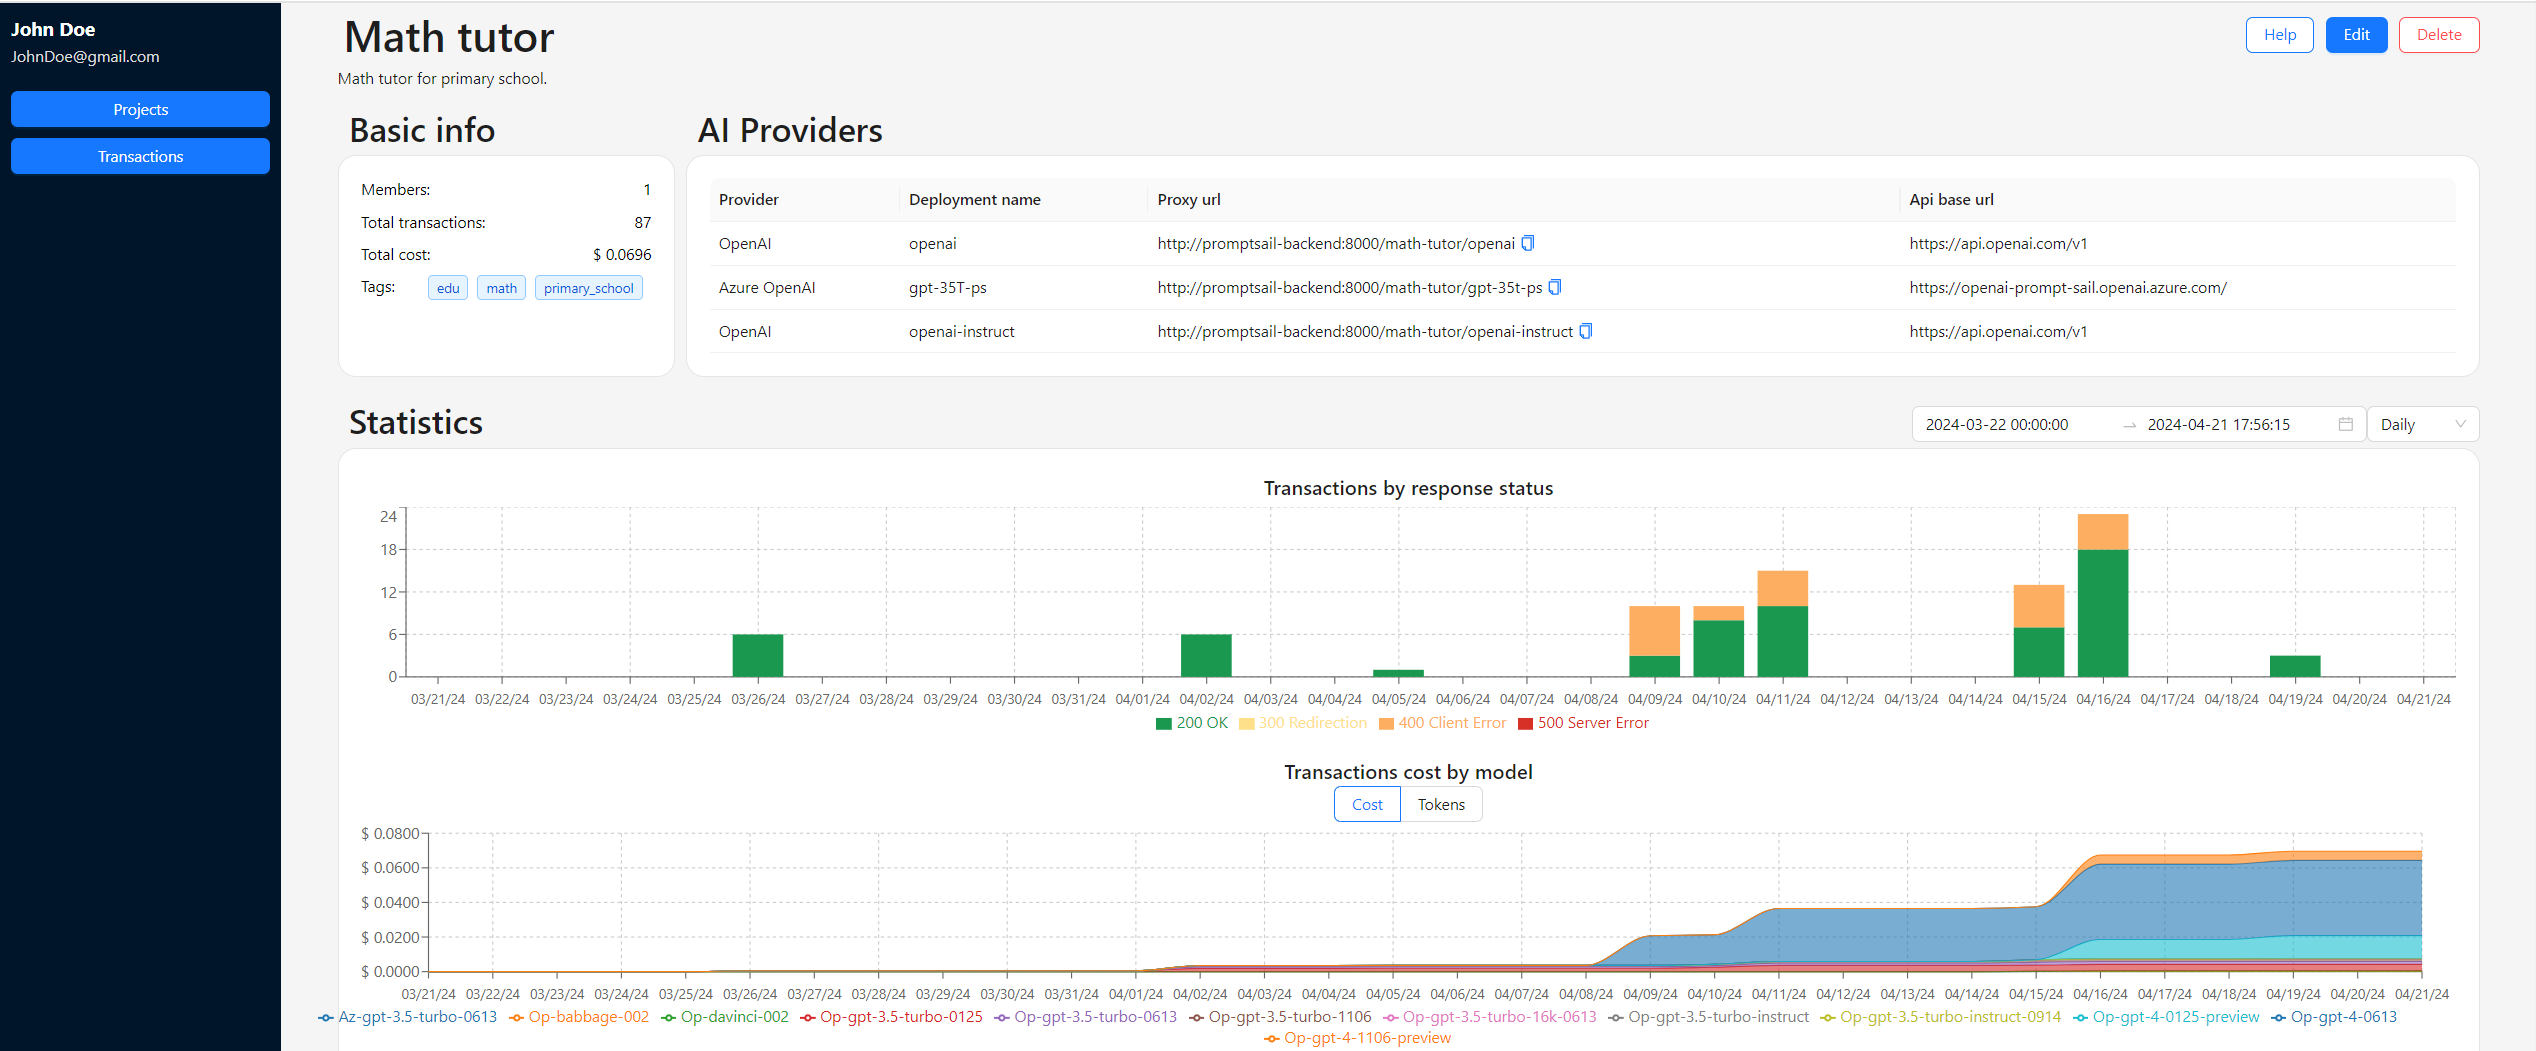 John Doe
JohnDoe@gmail.com
Projects
Transactions
Math tutor
Help Edit Delete
Math tutor for primary school.
Basic info
Members: 1
Total transactions: 87
Total cost: $ 0.0696
Tags: edu math primary_school
AI Providers
Provider Deployment name Proxy url Api base url
OpenAI openai http://promptsail-backend:8000/math-tutor/openai https://api.openai.com/v1
Azure OpenAI gpt-35T-ps http://promptsail-backend:8000/math-tutor/gpt-35t-ps https://openai-prompt-sail.openai.azure.com/
OpenAI openai-instruct http://promptsail-backend:8000/math-tutor/openai-instruct https://api.openai.com/v1
Statistics
2024-03-22 00:00:00 → 2024-04-21 17:56:15 Daily
Transactions by response status
24
18
12
6
0
03/21/24 03/22/24 03/23/24 03/24/24 03/25/24 03/26/24 03/27/24 03/28/24 03/29/24 03/30/24 03/31/24 04/01/24 04/02/24 04/03/24 04/04/24 04/05/24 04/06/24 04/07/24 04/08/24 04/09/24 04/10/24 04/11/24 04/12/24 04/13/24 04/14/24 04/15/24 04/16/24 04/17/24 04/18/24 04/19/24 04/20/24 04/21/24
200 OK 300 Redirection 400 Client Error 500 Server Error
Transactions cost by model
Cost Tokens
$ 0.0800
$ 0.0600
$ 0.0400
$ 0.0200
$ 0.0000
03/21/24 03/22/24 03/23/24 03/24/24 03/25/24 03/26/24 03/27/24 03/28/24 03/29/24 03/30/24 03/31/24 04/01/24 04/02/24 04/03/24 04/04/24 04/05/24 04/06/24 04/07/24 04/08/24 04/09/24 04/10/24 04/11/24 04/12/24 04/13/24 04/14/24 04/15/24 04/16/24 04/17/24 04/18/24 04/19/24 04/20/24 04/21/24
Az-gpt-3.5-turbo-0613 Op-babbage-002 Op-davinci-002 Op-gpt-3.5-turbo-0125 Op-gpt-3.5-turbo-0613 Op-gpt-3.5-turbo-1106 Op-gpt-3.5-turbo-16k-0613 Op-gpt-3.5-turbo-instruct Op-gpt-3.5-turbo-instruct-0914 Op-gpt-4-0125-preview Op-gpt-4-0613
Op-gpt-4-1106-preview